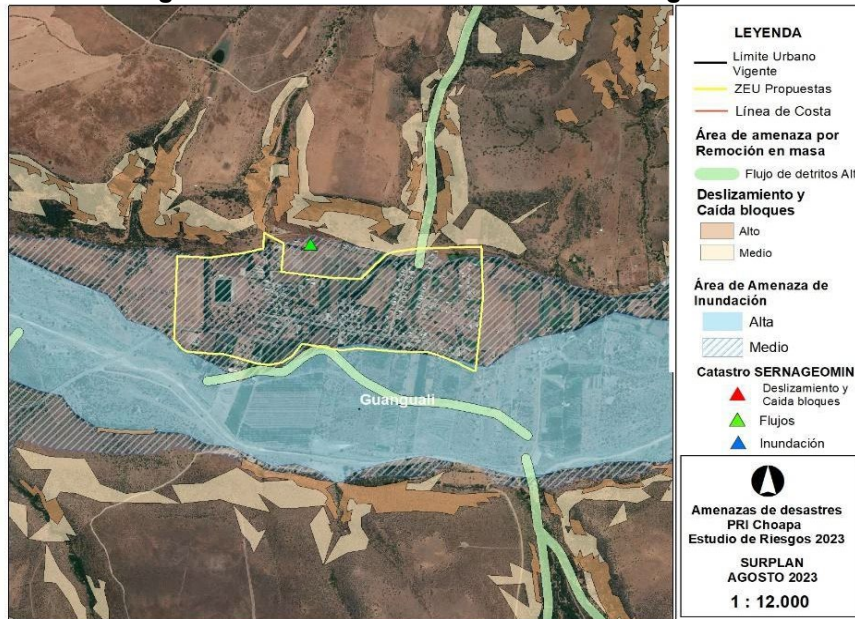 LEYENDA
Limite Urbano
Vigente
ZEU Propuestas
Línea de Costa
Área de amenaza por
Remoción en masa
Flujo de detritos Alt
Deslizamiento y
Caída bloques
Alto
Medio
Área de Amenaza de
Inundación
Alta
Medio
Catastro SERNAGEOMIN
Deslizamiento y
Caida bloques
Flujos
Inundación
Guangualí
Amenazas de desastres
PRI Choapa
Estudio de Riesgos 2023
SURPLAN
AGOSTO 2023
1 : 12.000